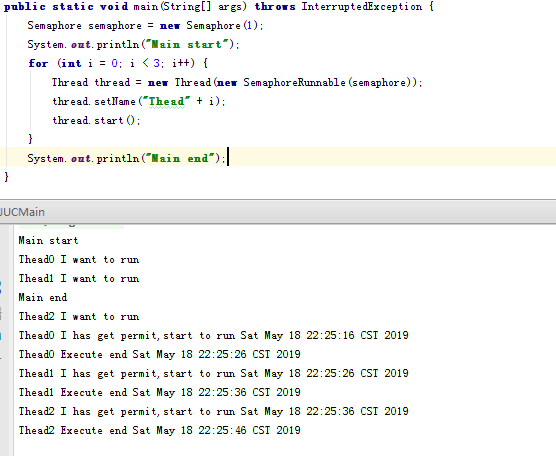 public static void main(String[] args) throws InterruptedException {
Semaphore semaphore = new Semaphore(1);
System.out.println("Main start");
for (int i = 0; i < 3; i++) {
Thread thread = new Thread(new SemaphoreRunnable(semaphore));
thread.setName("Thead" + i);
thread.start();
}
System.out.println("Main end");
}
JUCMain
Main start
Thead0 I want to run
Thead1 I want to run
Main end
Thead2 I want to run
Thead0 I has get permit,start to run Sat May 18 22:25:16 CST 2019
Thead0 Execute end Sat May 18 22:25:26 CST 2019
Thead1 I has get permit,start to run Sat May 18 22:25:26 CST 2019
Thead1 Execute end Sat May 18 22:25:36 CST 2019
Thead2 I has get permit,start to run Sat May 18 22:25:36 CST 2019
Thead2 Execute end Sat May 18 22:25:46 CST 2019